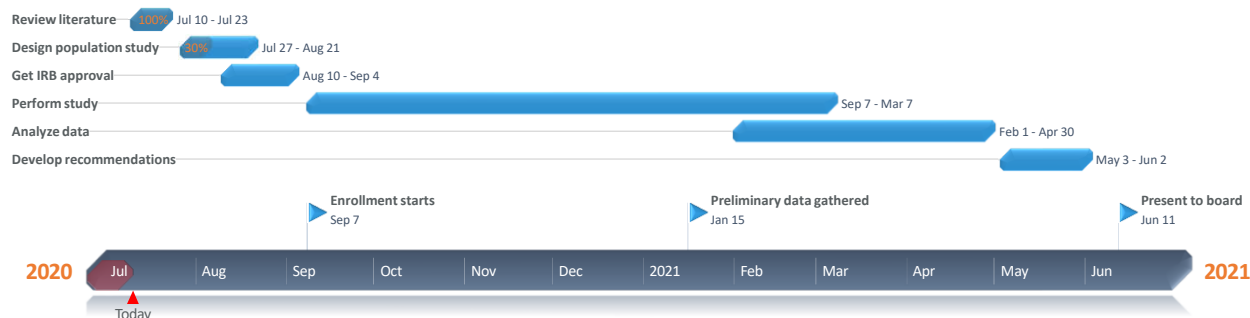 Review literature 100% Jul 10 - Jul 23
Design population study 30% Jul 27 - Aug 21
Get IRB approval Aug 10 - Sep 4
Perform study Sep 7 - Mar 7
Analyze data Feb 1 - Apr 30
Develop recommendations May 3 - Jun 2
Enrollment starts
Sep 7
Preliminary data gathered
Jan 15
Present to board
Jun 11
2020 Jul Aug Sep Oct Nov Dec 2021 Feb Mar Apr May Jun 2021
Today